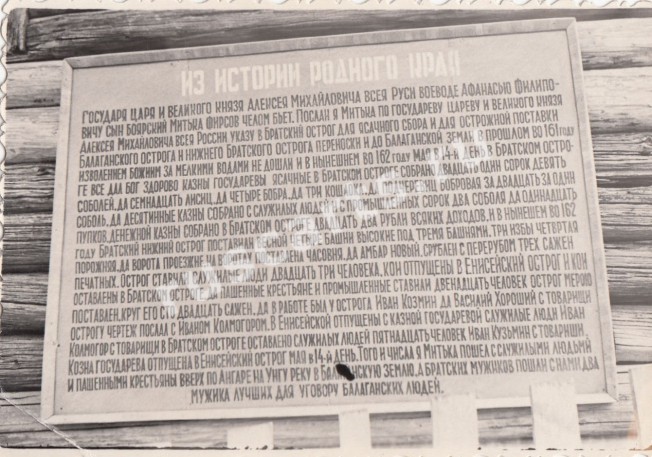 ИЗ ИСТОРИИ РОДНОГО КРАЯ
ГОСУДАРЯ ЦАРЯ И ВЕЛИКОГО КНЯЗЯ АЛЕКСЕЯ МИХАЙЛОВИЧА ВСЕЯ РУСИ ВОЕВОДЕ АФАНАСЬЮ ФИЛИПО-
ВИЧУ СЫН БОЯРСКИЙ МИТЬКА ФИРСОВ ЧЕЛОМ БЬЕТ. ПОСЛАН Я МИТЬКА ПО ГОСУДАРЕВУ ЦАРЕВУ И ВЕЛИКОГО КНЯЗЯ
АЛЕКСЕЯ МИХАЙЛОВИЧА ВСЕЯ РОССИИ УКАЗУ В БРАТСКИЙ ОСТРОГ ДЛЯ ЯСАЧНОГО СБОРА И ДЛЯ ОСТРОЖНОЙ ПОСТАВКИ
БАЛАГАНСКОГО ОСТРОГА И НИЖНЕГО БРАТСКОГО ОСТРОГА ПЕРЕНОСКИ И ДО БАЛАГАНСКОЙ ЗЕМЛИ В ПРОШЛОМ ВО 161 ГОДУ
ИЗВОЛЕНИЕМ БОЖИИМ ЗА МЕЛКИМИ ВОДАМИ НЕ ДОШЛИ И В НЫНЕШНЕМ ВО 162 ГОДУ МАЯ В 14-Й ДЕНЬ В БРАТСКОМ ОСТРО-
ГЕ ВСЕ ДАЛ БОГ ЗДОРОВО КАЗНЫ ГОСУДАРЕВЫ ЯСАЧНЫЕ В БРАТСКОМ ОСТРОГЕ СОБРАНО ДВАДЦАТЬ ОДИН СОРОК ДЕВЯТЬ
СОБОЛЕЙ, ДА СЕМНАДЦАТЬ ЛИСИЦ, ДА ЧЕТЫРЕ БОБРА, ДА ТРИ КОШЛОКА, ДА ПОДЧЕРЕВИЙ БОБРОВАЯ ЗА ДВАДЦАТЬ ЗА ОДИН
СОБОЛЬ, ДА ДЕСЯТИННЫЕ КАЗНЫ СОБРАНО С СЛУЖИЛЫХ ЛЮДЕЙ И С ПРОМЫШЛЕННЫХ СОРОК ДВА СОБОЛЯ ДА ОДИННАДЦАТЬ
ПУПКОВ, ДЕНЕЖНОЙ КАЗНЫ СОБРАНО В БРАТСКОМ ОСТРОГЕ ДВАДЦАТЬ ДВА РУБЛИ ВСЯКИХ ДОХОДОВ. И В НЫНЕШНЕМ ВО 162
ГОДУ БРАТСКИЙ НИЖНИЙ ОСТРОГ ПОСТАВИЛИ ВЕСНОЙ ЧЕТЫРЕ БАШНИ ВЫСОКИЕ ПОД ТРЕМЯ БАШНЯМИ, ТРИ ИЗБЫ ЧЕТВЕРТАЯ
ПОРОЖНЯЯ, ДА ВОРОТА ПРОЕЗЖИЕ, НА ВОРОТАХ ПОСТАВЛЕНА ЧАСОВНЯ, ДА АМБАР НОВЫЙ, СРУБЛЕН С ПЕРЕРУБОМ ТРЕХ САЖЕН
ПЕЧАТНЫХ. ОСТРОГ СТАВИЛИ ЛЮДИ ДВАДЦАТЬ ТРИ ЧЕЛОВЕКА, КОИ ОТПУЩЕНЫ В ЕНИСЕЙСКИЙ ОСТРОГ И КОИ
ОСТАВЛЕНЫ В БРАТСКОМ ОСТРОГЕ, ДА ПАШЕННЫЕ КРЕСТЬЯНЕ И ПРОМЫШЛЕННЫЕ СТАВИЛИ ДВЕНАДЦАТЬ ЧЕЛОВЕК ОСТРОГ МЕРОЮ
ПОСТАВЛЕН, КРУГ ЕГО СТО ДВАДЦАТЬ САЖЕН, ДА В РАБОТЕ БЫЛ У ОСТРОГА ИВАН КОЗМИН ДА ВАСИЛИЙ ХОРОШИЙ С ТОВАРИЩИ
ОСТРОГУ ЧЕРТЕЖ ПОСЛАЛ С ИВАНОМ КОЛМОГОРОМ. В ЕНИСЕЙСКОЙ ОТПУЩЕНЫ С КАЗНОЙ ГОСУДАРЕВОЙ СЛУЖИЛЫЕ ЛЮДИ ИВАН
КОЛМОГОР С ТОВАРИЩИ В БРАТСКОМ ОСТРОГЕ ОСТАВЛЕНО СЛУЖИЛЫХ ЛЮДЕЙ ПЯТНАДЦАТЬ ЧЕЛОВЕК ИВАН КУЗЬМИН С ТОВАРИЩИ,
КОЗНА ГОСУДАРЕВА ОТПУЩЕНА В ЕНИСЕЙСКИЙ ОСТРОГ МАЯ В 14-Й ДЕНЬ. ТОГО И ЧИСЛА Я МИТЬКА ПОШЕЛ С СЛУЖИЛЫМИ ЛЮДЬМИ
И ПАШЕННЫМИ КРЕСТЬЯНЫ ВВЕРХ ПО АНГАРЕ НА УНГУ РЕКУ В ЗЕМЛЮ, А БРАТСКИХ МУЖИКОВ ПОШЛИ С НАМИ ДВА
МУЖИКА ЛУЧШИХ ДЛЯ УГОВОРУ БАЛАГАНСКИХ ЛЮДЕЙ.